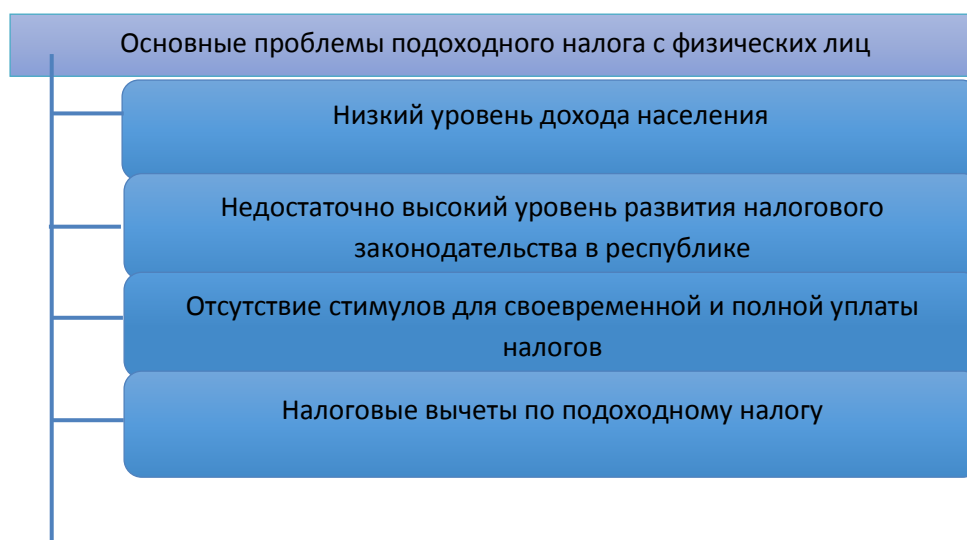 Основные проблемы подоходного налога с физических лиц
Низкий уровень дохода населения
Недостаточно высокий уровень развития налогового
законодательства в республике
Отсутствие стимулов для своевременной и полной уплаты
налогов
Налоговые вычеты по подоходному налогу